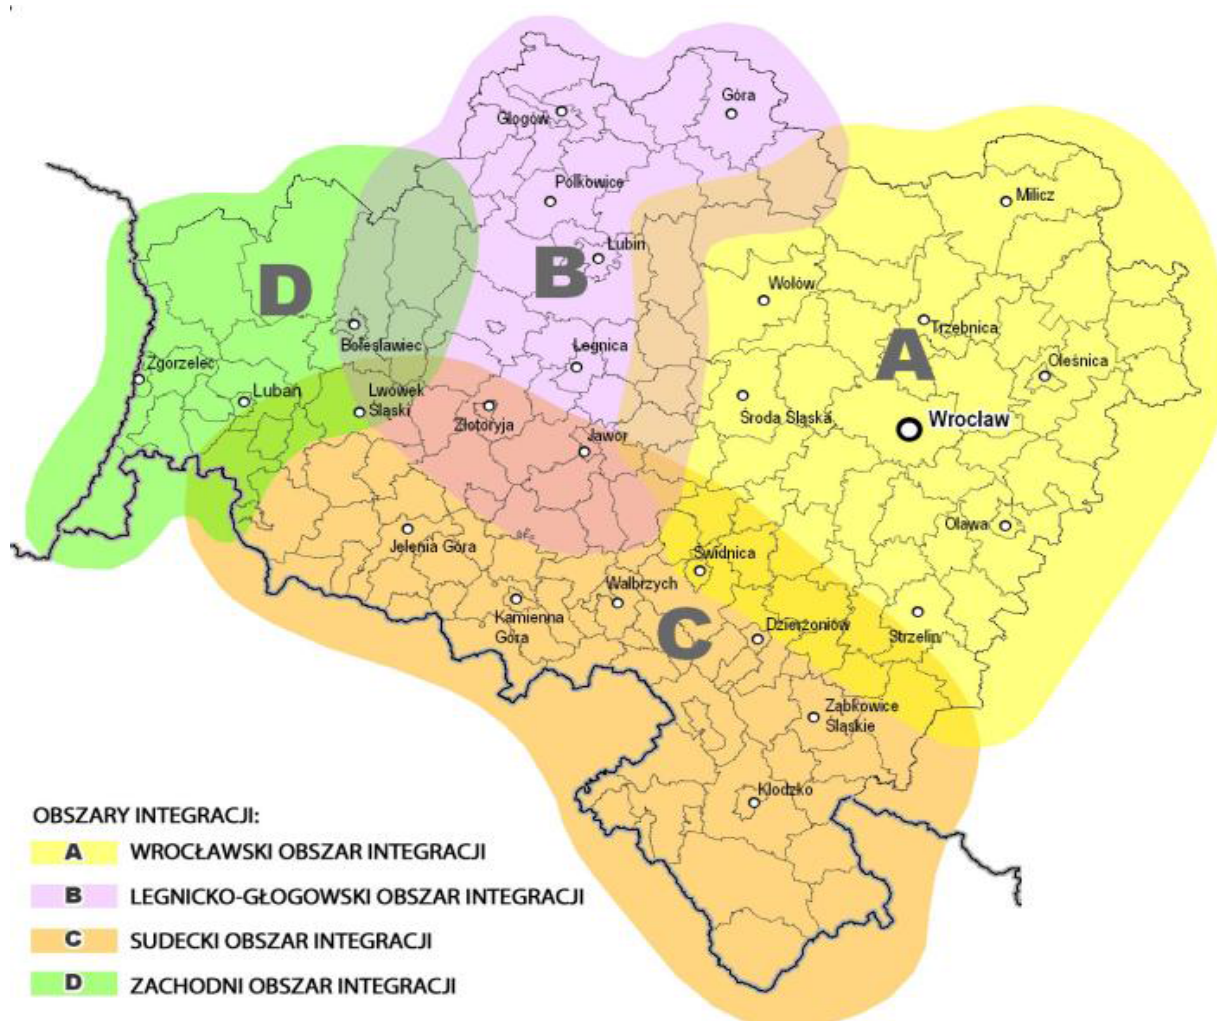 Góra
Głogów
Polkowice
Milicz
Lubin
B
D
Wołów
Trzebnica
A
Bolesławiec
Legnica
Oleśnica
Zgorzelec
Lubań
Lwówek
Śląski
Złotoryja
Środa Śląska
Wrocław
Jawor
Oława
Jelenia Góra
Świdnica
Wałbrzych
Kamienna
Góra
C
Dzierżoniów
Strzelin
Ząbkowice
Śląskie
Kłodzko
OBSZARY INTEGRACJI:
A WROCŁAWSKI OBSZAR INTEGRACJI
B LEGNICKO-GŁOGOWSKI OBSZAR INTEGRACJI
C SUDECKI OBSZAR INTEGRACJI
D ZACHODNI OBSZAR INTEGRACJI